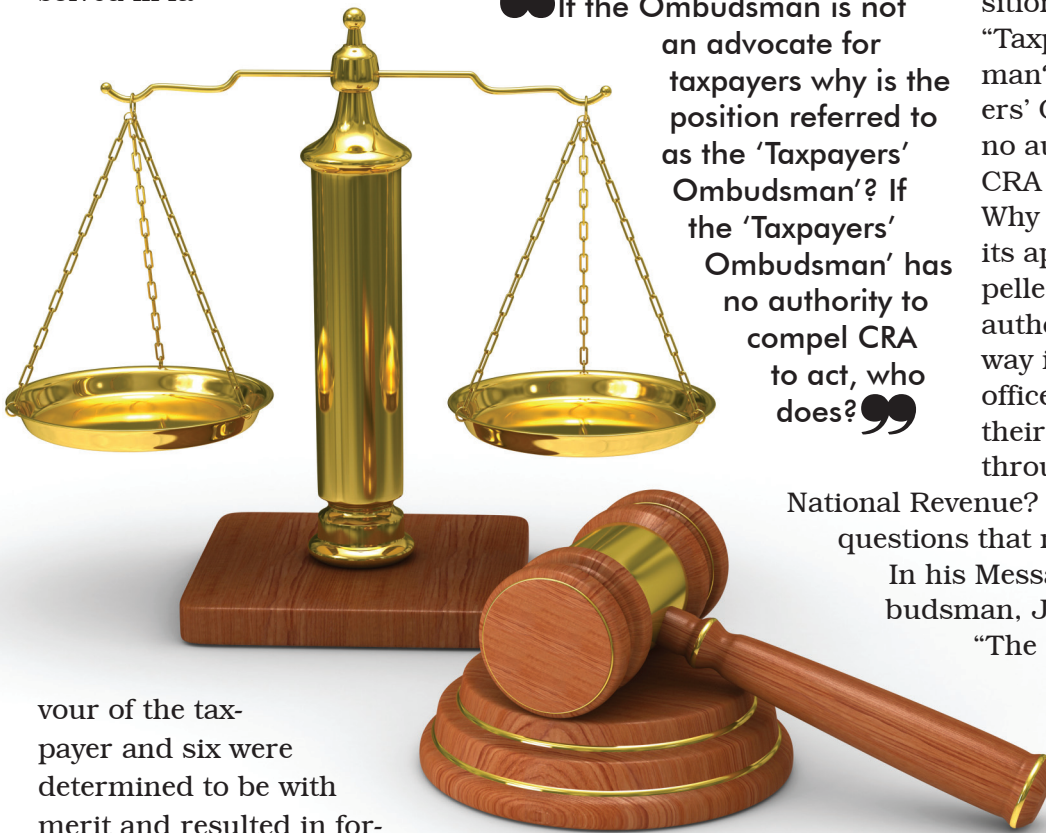 vour of the tax-
payer and six were
determined to be with
merit and resulted in for-
“If the Ombudsman is not
an advocate for
taxpayers why is the
position referred to
as the ‘Taxpayers’
Ombudsman’? If
the ‘Taxpayers’
Ombudsman’ has
no authority to
compel CRA
to act, who
does?”
“Taxp
man“
ers’ O
no au
CRA
Why
its ap
pelle
autho
way i
office
their
throu
National Revenue?
questions that n
In his Messa
budsman, J
“The